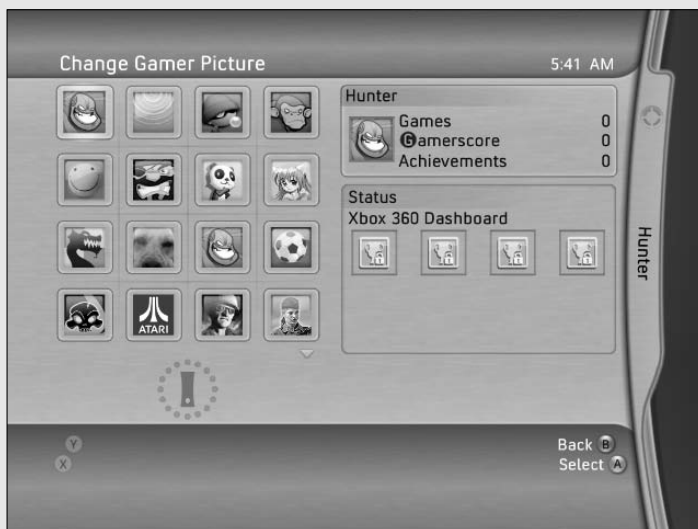 Change Gamer Picture
5:41 AM
Hunter
Games 0
Gamerscore 0
Achievements 0
Status
Xbox 360 Dashboard
Hunter
ATARI
Y
X
Back B
Select A